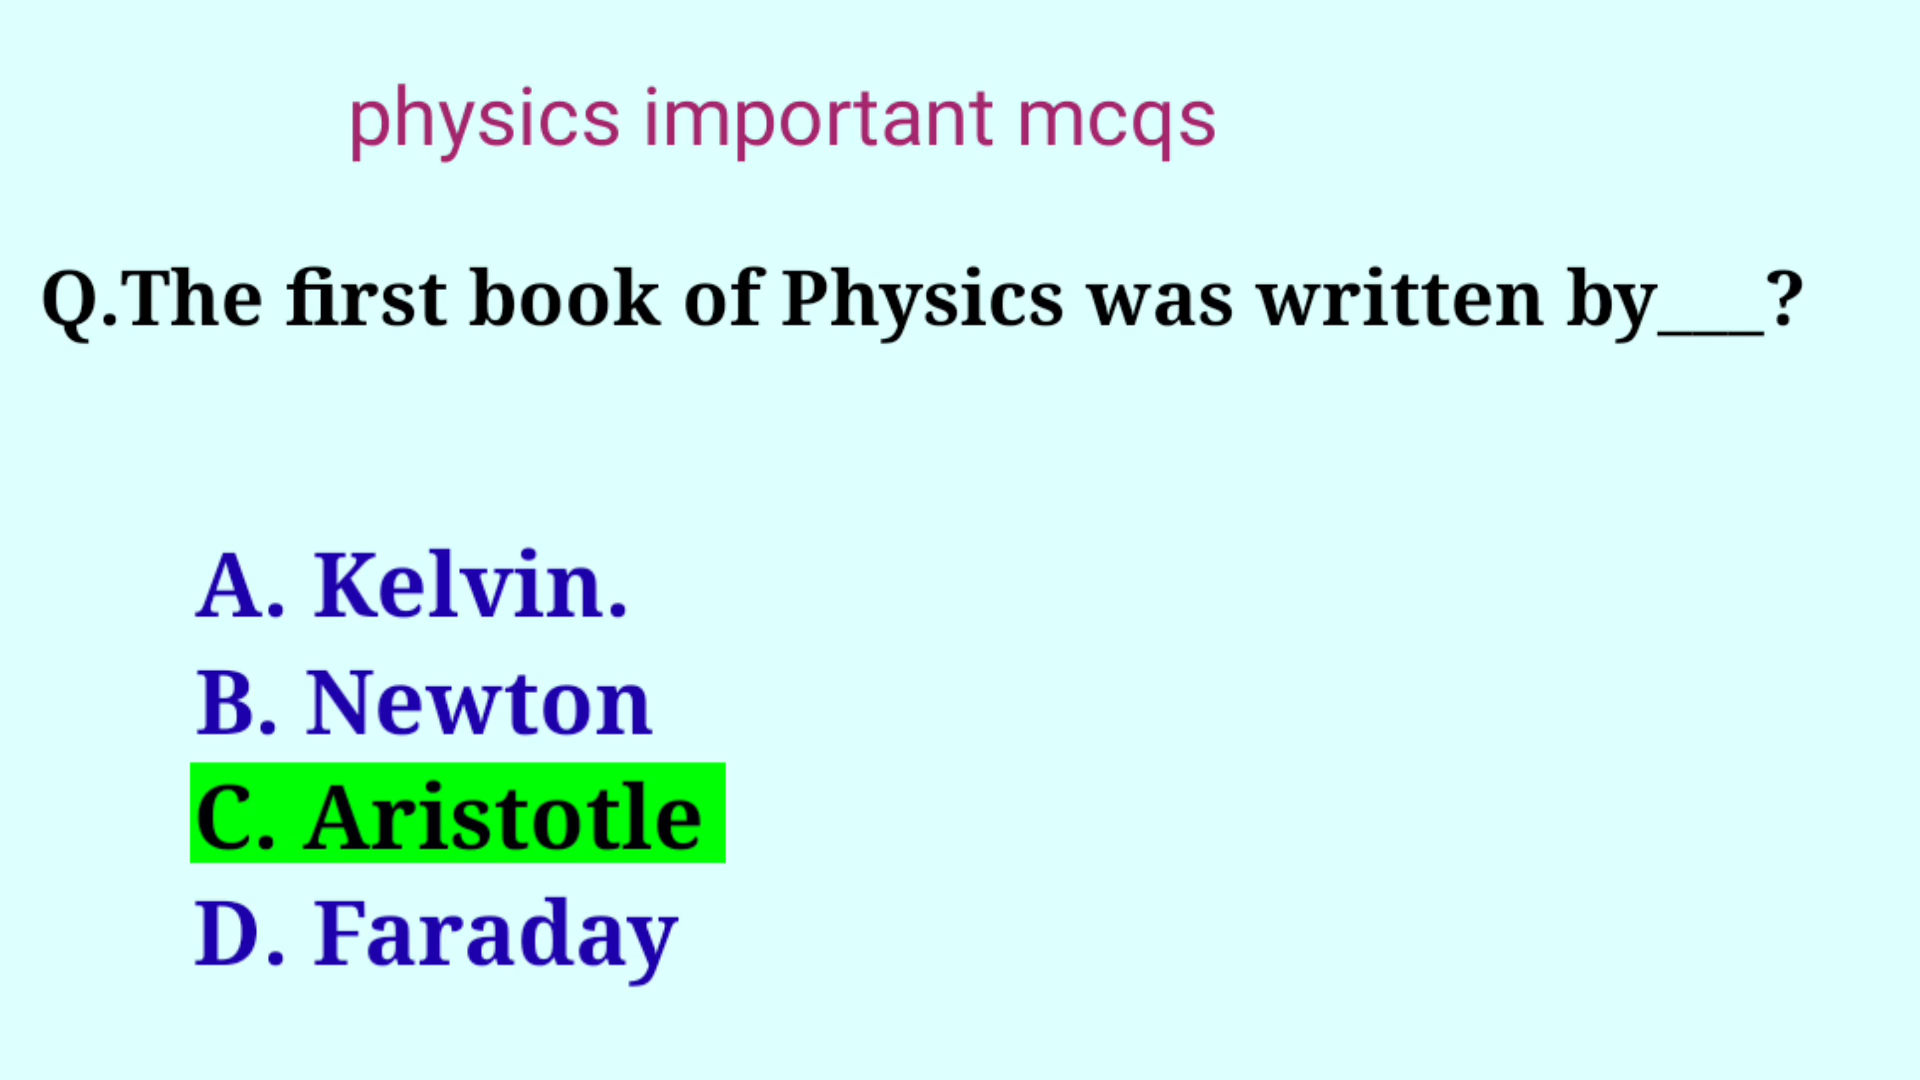 physics important mcqs
Q.The first book of Physics was written by___?
A. Kelvin.
B. Newton
C. Aristotle
D. Faraday